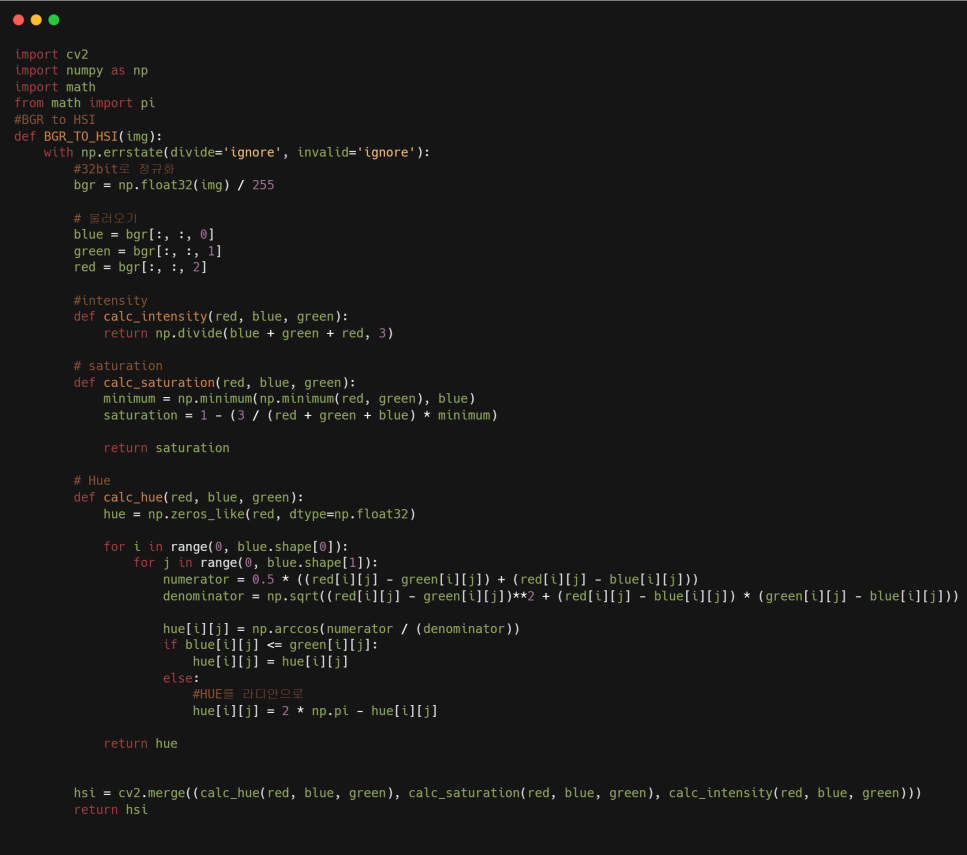 import cv2
import numpy as np
import math
from math import pi
#BGR to HSI
def BGR_TO_HSI(img):
    with np.errstate(divide='ignore', invalid='ignore'):
        #32bit로 정규화
        bgr = np.float32(img) / 255

        # 불러오기
        blue = bgr[:, :, 0]
        green = bgr[:, :, 1]
        red = bgr[:, :, 2]

        #intensity
        def calc_intensity(red, blue, green):
            return np.divide(blue + green + red, 3)

        # saturation
        def calc_saturation(red, blue, green):
            minimum = np.minimum(np.minimum(red, green), blue)
            saturation = 1 - (3 / (red + green + blue) * minimum)

            return saturation

        # Hue
        def calc_hue(red, blue, green):
            hue = np.zeros_like(red, dtype=np.float32)

            for i in range(0, blue.shape[0]):
                for j in range(0, blue.shape[1]):
                    numerator = 0.5 * ((red[i][j] - green[i][j]) + (red[i][j] - blue[i][j]))
                    denominator = np.sqrt((red[i][j] - green[i][j])**2 + (red[i][j] - blue[i][j]) * (green[i][j] - blue[i][j]))

                    hue[i][j] = np.arccos(numerator / (denominator))
                    if blue[i][j] <= green[i][j]:
                        hue[i][j] = hue[i][j]
                    else:
                        #HUE를 라디안으로
                        hue[i][j] = 2 * np.pi - hue[i][j]

            return hue


        hsi = cv2.merge((calc_hue(red, blue, green), calc_saturation(red, blue, green), calc_intensity(red, blue, green)))
        return hsi